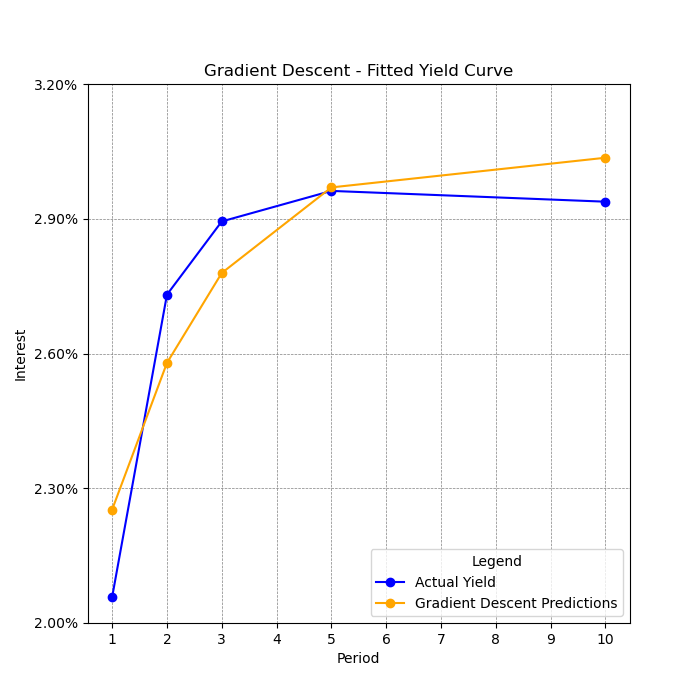 Gradient Descent - Fitted Yield Curve
3.20%
2.90%
2.60%
2.30%
2.00%
Interest
Legend
Actual Yield
Gradient Descent Predictions
1 2 3 4 5 6 7 8 9 10
Period